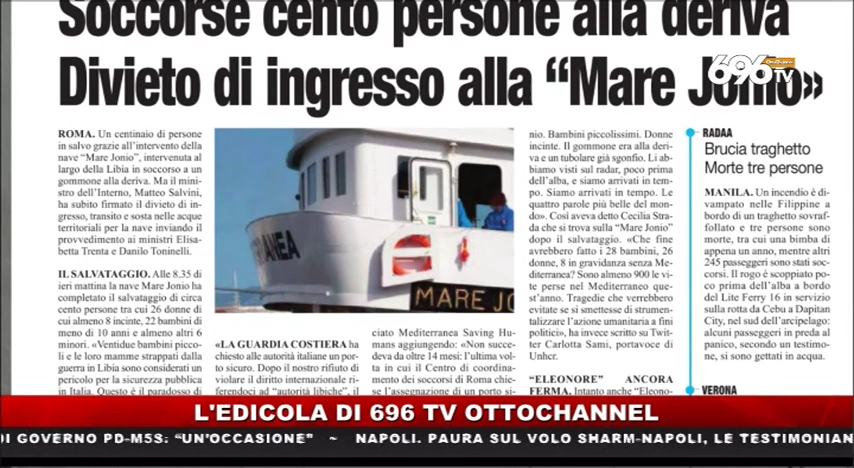 Soccorse cento persone alla deriva
Divieto di ingresso alla “Mare Jonio»
696
OttoChannel
TV
ROMA. Un centinaio di persone
in salvo grazie all'intervento della
nave “Mare Jonio”, intervenuta al
largo della Libia in soccorso a un
gommone alla deriva. Ma il mini
stro dell'Interno, Matteo Salvini,
ha subito firmato il divieto di in-
gresso, transito e sosta nelle acque
territoriali per la nave inviando il
provvedimento ai ministri Elisa-
betta Trenta e Danilo Toninelli.
IL SALVATAGGIO. Alle 8.35 di
ieri mattina la nave Mare Jonio ha
completato il salvataggio di circa
cento persone tra cui 26 donne di
cui almeno 8 incinte, 22 bambini di
meno di 10 anni e almeno altri 6
minori. «Ventidue bambini picco-
li e le loro mamme strappati dalla
guerra in Libia sono considerati un
pericolo per la sicurezza pubblica
in Italia. Questo è il paradosso di
MARE JO
«LA GUARDIA COSTIERA ha
chiesto alle autorità italiane un por-
to sicuro. Dopo il nostro rifiuto di
violare il diritto internazionale ri-
ferendoci ad “autorità libiche”, il
ciato Mediterranea Saving Hu-
mans aggiungendo: «Non succe-
deva da oltre 14 mesi: l'ultima volta
in cui il Centro di coordina-
mento dei soccorsi di Roma chie-
se l'assegnazione di un porto si-
nio. Bambini piccolissimi. Donne
incinte. Il gommone era alla deri-
va e un tubolare già sgonfio. Li ab-
biamo visti sul radar, poco prima
dell'alba, e siamo arrivati in tem-
po. Siamo arrivati in tempo. Le
quattro parole più belle del mon-
do». Così aveva detto Cecilia Stra-
da che si trova sulla “Mare Jonio”
dopo il salvataggio. «Che fine
avrebbero fatto i 28 bambini, 26
donne, 8 in gravidanza senza Me-
diterranea? Sono almeno 900 le vi-
te perse nel Mediterraneo que-
st'anno. Tragedie che verrebbero
evitate se si smettesse di strumen-
talizzare l'azione umanitaria a fini
politici», ha invece scritto su Twit-
ter Carlotta Sami, portavoce di
Unhcr.
“ELEONORE” ANCORA
FERMA. Intanto anche “Eleono-
RADAA
Brucia traghetto
Morte tre persone
MANILA. Un incendio è di-
vampato nelle Filippine a
bordo di un traghetto sovraf-
follato e tre persone sono
morte, tra cui una bimba di
appena un anno, mentre altri
245 passeggeri sono stati soc-
corsi. Il rogo è scoppiato po-
co prima dell'alba a bordo
del Lite Ferry 16 in servizio
sulla rotta da Cebu a Dapitan
City, nel sud dell'arcipelago:
alcuni passeggeri in preda al
panico, secondo un testimo-
ne, si sono gettati in acqua.
VERONA
L'EDICOLA DI 696 TV OTTOCHANNEL
DI GOVERNO PD-M5S: “UN'OCCASIONE” ~ NAPOLI. PAURA SUL VOLO SHARM-NAPOLI, LE TESTIMONIAN